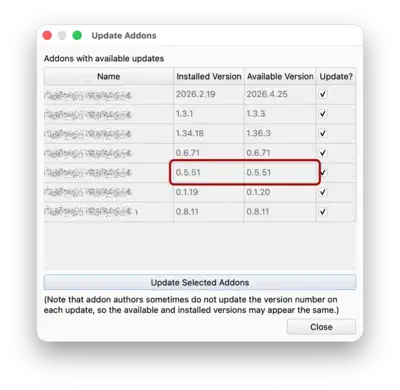 Update Addons
Addons with available updates
Name Installed Version Available Version Update?
2026.2.19 2026.4.25
1.3.1 1.3.3
1.34.18 1.36.3
0.6.71 0.6.71
0.5.51 0.5.51
0.1.19 0.1.20
0.8.11 0.8.11
Update Selected Addons
(Note that addon authors sometimes do not update the version number on
each update, so the available and installed versions may appear the same.)
Close